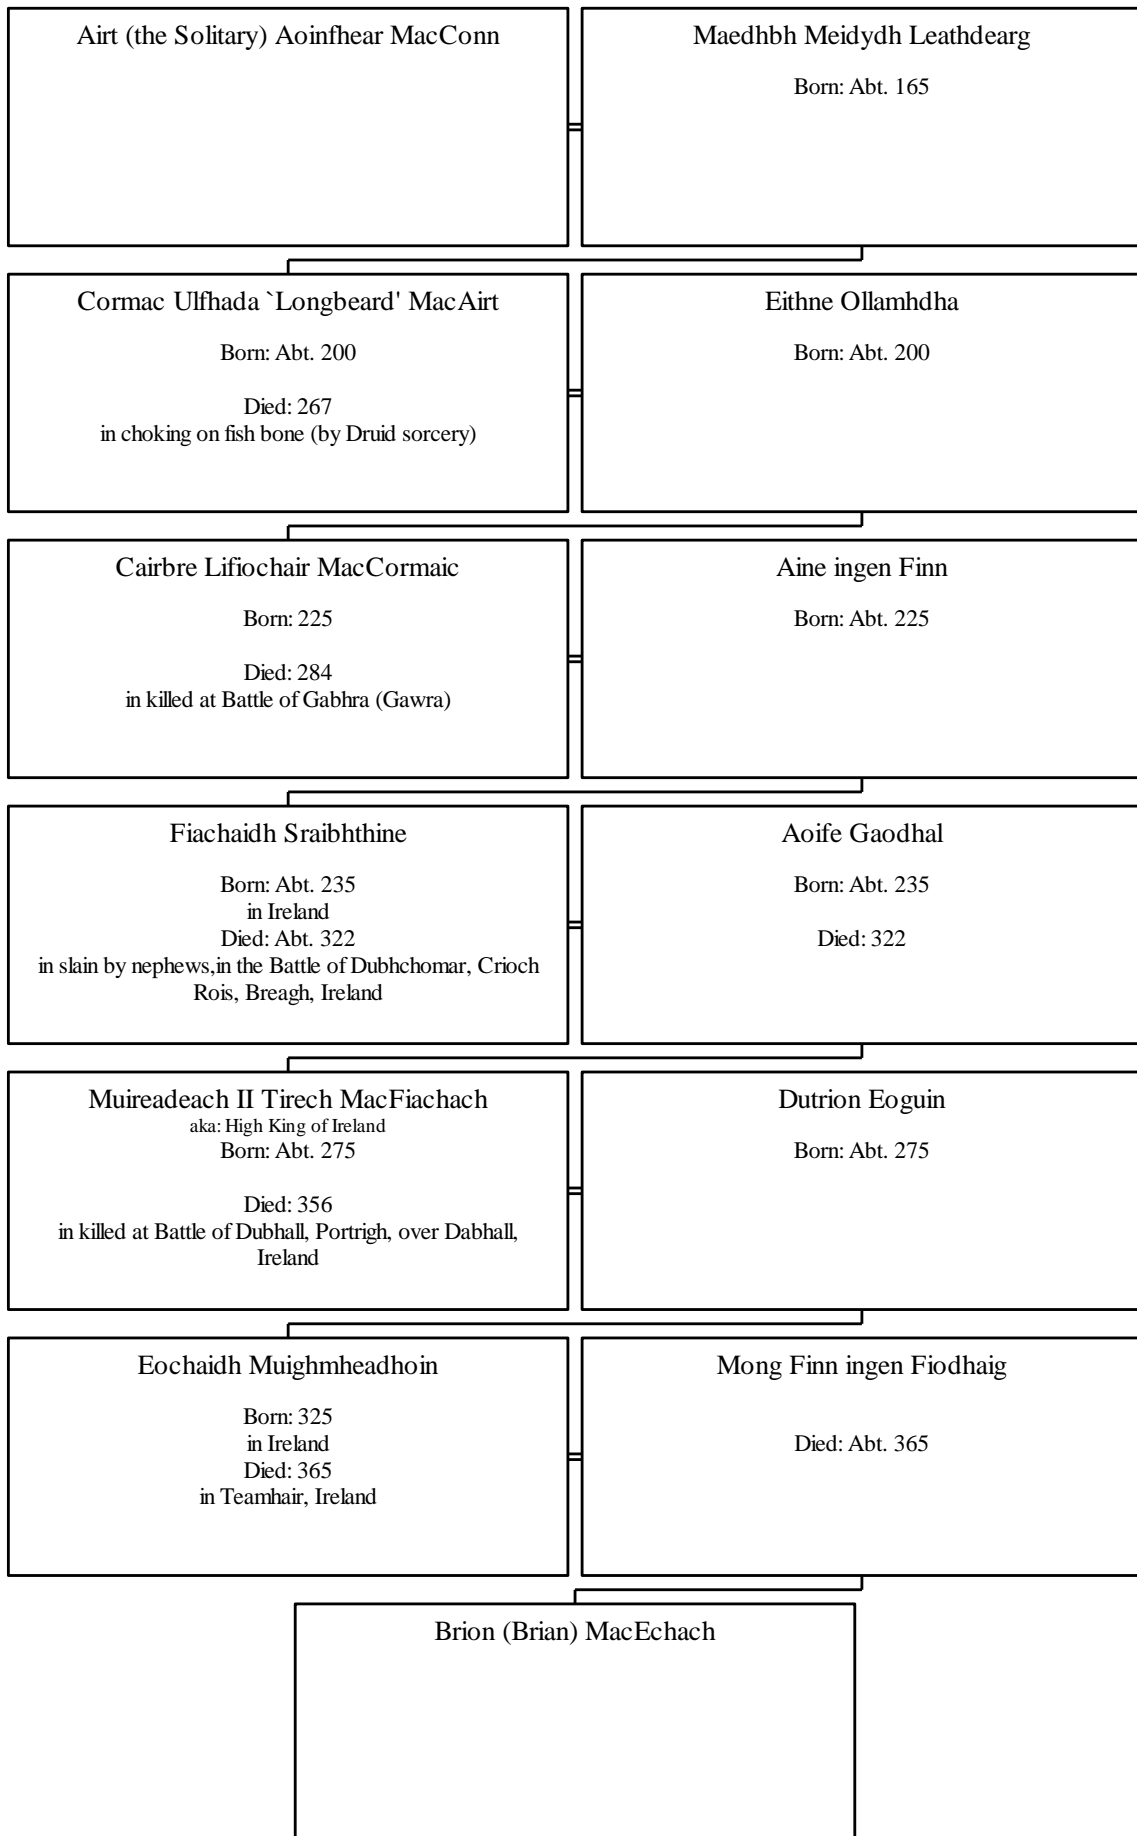 Airt (the Solitary) Aoinfhear MacConn
Maedhbh Meidydh Leathdearg
Born: Abt. 165
Cormac Ulfhada `Longbeard' MacAirt
Born: Abt. 200
Died: 267
in choking on fish bone (by Druid sorcery)
Eithne Ollamhdha
Born: Abt. 200
Cairbre Lifiochair MacCormaic
Born: 225
Died: 284
in killed at Battle of Gabhra (Gawra)
Aine ingen Finn
Born: Abt. 225
Fiachaidh Sraibhthine
Born: Abt. 235
in Ireland
Died: Abt. 322
in slain by nephews,in the Battle of Dubhchomar, Crioch
Rois, Breagh, Ireland
Aoife Gaodhal
Born: Abt. 235
Died: 322
Muireadeach II Tirech MacFiachach
aka: High King of Ireland
Born: Abt. 275
Died: 356
in killed at Battle of Dubhall, Portrigh, over Dabhall,
Ireland
Dutrion Eoguin
Born: Abt. 275
Eochaidh Muighmheadhoin
Born: 325
in Ireland
Died: 365
in Teamhair, Ireland
Mong Finn ingen Fiodhaig
Died: Abt. 365
Brion (Brian) MacEchach